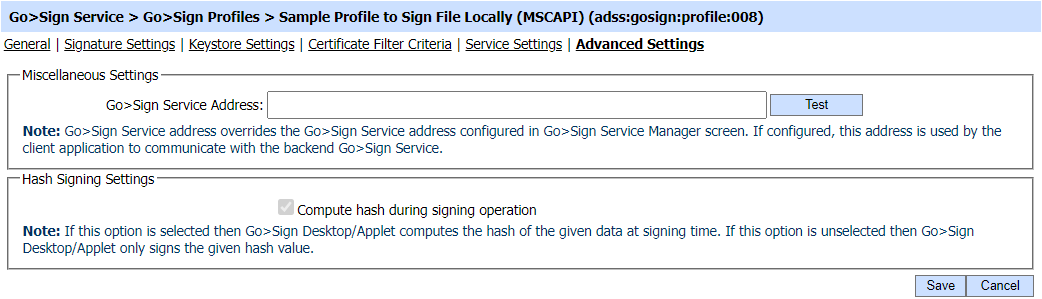 Go>Sign Service > Go>Sign Profiles > Sample Profile to Sign File Locally (MSCAPI) (adss:gosign:profile:008)
General | Signature Settings | Keystore Settings | Certificate Filter Criteria | Service Settings | Advanced Settings
Miscellaneous Settings
Go>Sign Service Address: Test
Note: Go>Sign Service address overrides the Go>Sign Service address configured in Go>Sign Service Manager screen. If configured, this address is used by the
client application to communicate with the backend Go>Sign Service.
Hash Signing Settings
Compute hash during signing operation
Note: If this option is selected then Go>Sign Desktop/Applet computes the hash of the given data at signing time. If this option is unselected then Go>Sign
Desktop/Applet only signs the given hash value.
Save Cancel